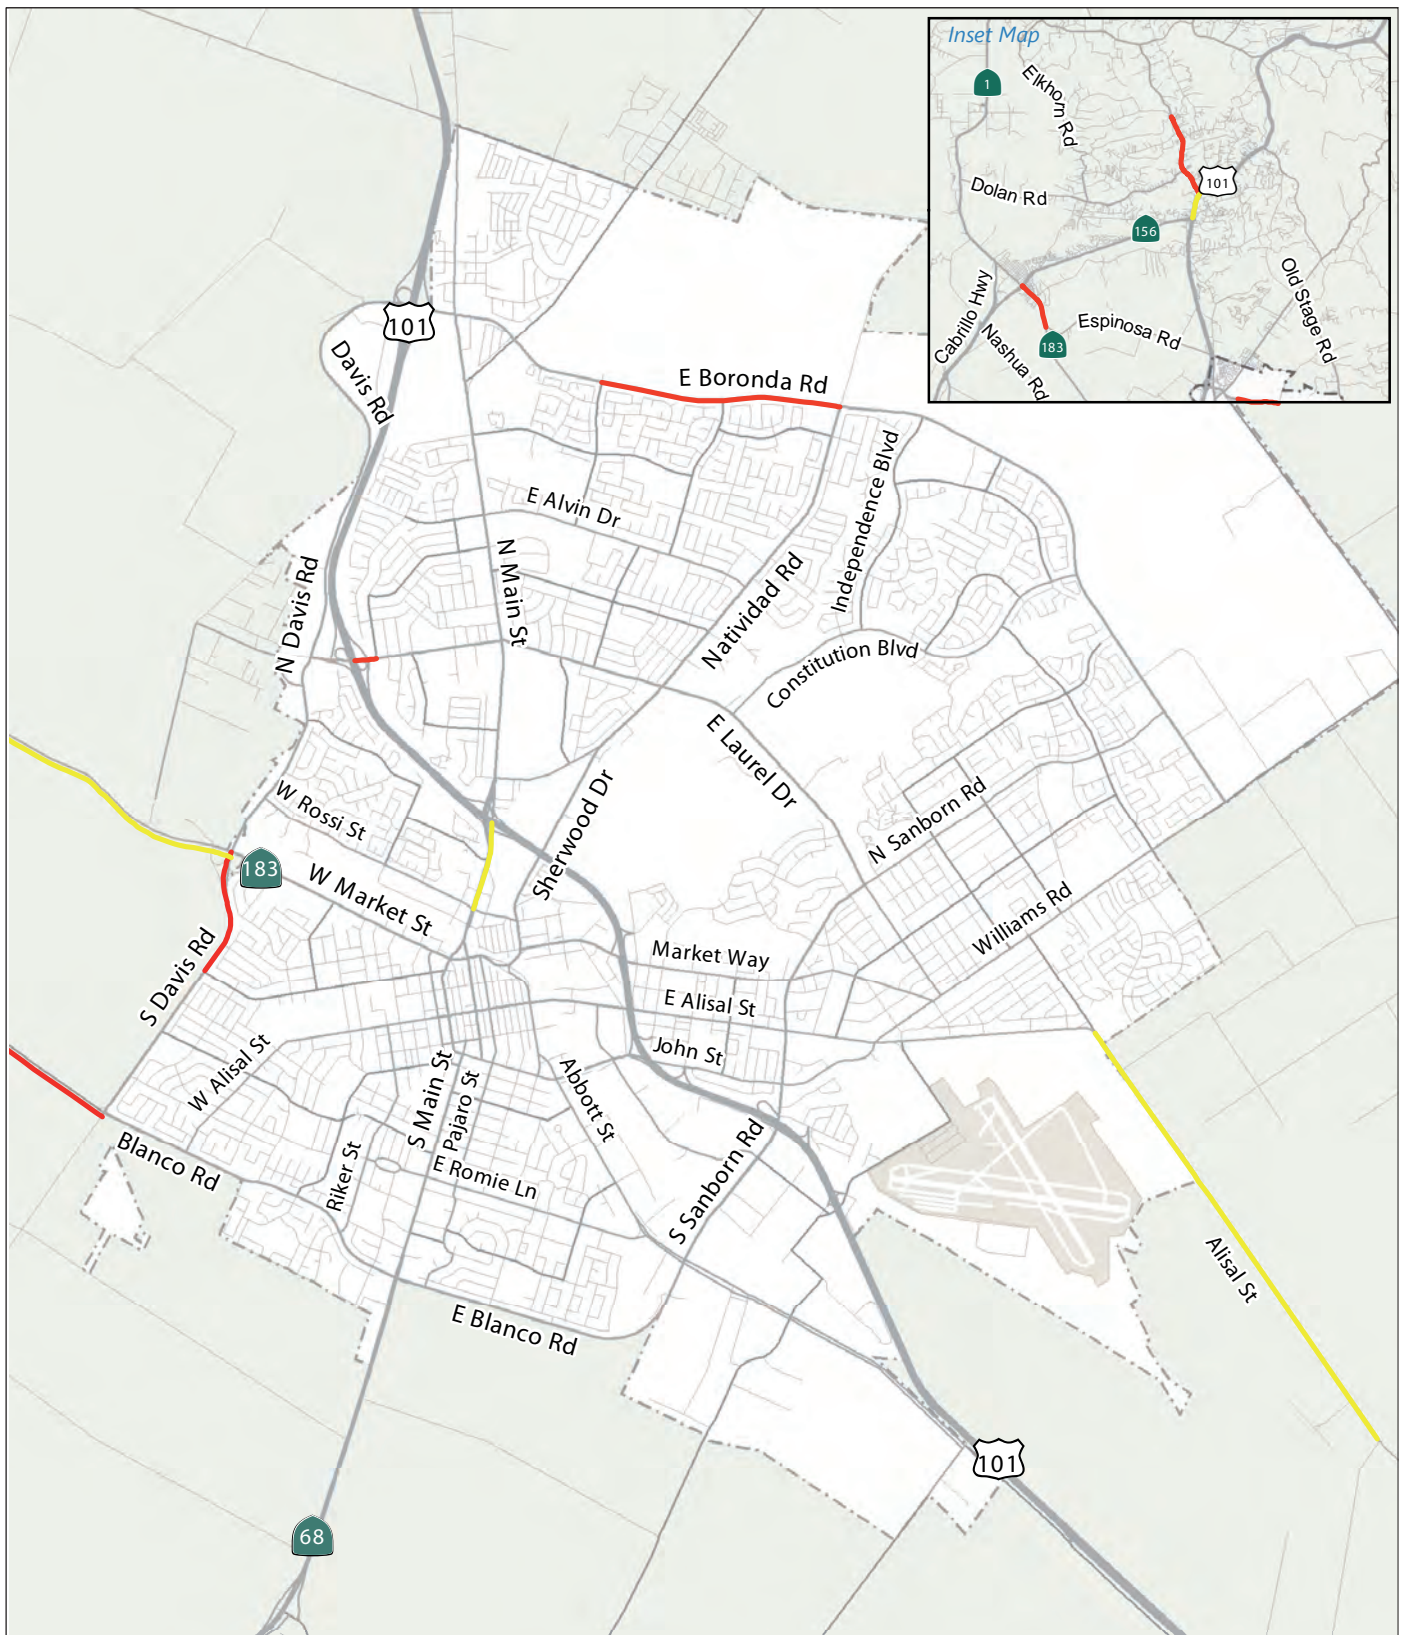 Inset Map
1
Elkhorn Rd
101
Dolan Rd
156
Old Stage Rd
Cabrillo Hwy
Espinosa Rd
183
Nashua Rd
101
Davis Rd
E Boronda Rd
Independence Blvd
E Alvin Dr
N Main St
N Davis Rd
Natividad Rd
Constitution Blvd
E Laurel Dr
W Rossi St
Sherwood Dr
N Sanborn Rd
183
W Market St
Williams Rd
Market Way
S Davis Rd
E Alisal St
John St
W Alisal St
S Main St
Pajaro St
Abbott St
Blanco Rd
Riker St
E Romie Ln
S Sanborn Rd
Alisal St
E Blanco Rd
101
68